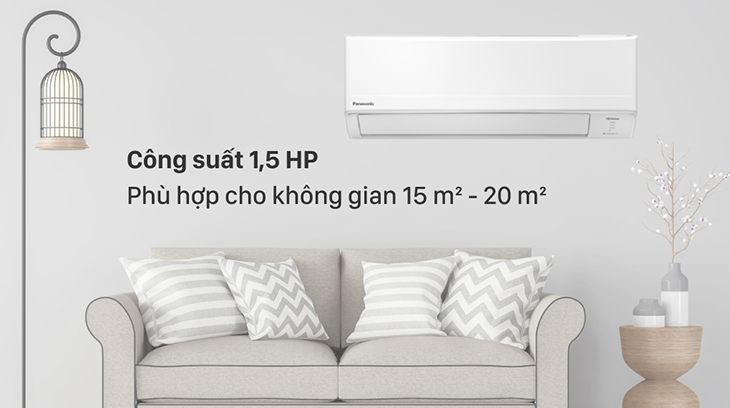 Panasonic
Công suất 1,5 HP
Phù hợp cho không gian 15 m² - 20 m²